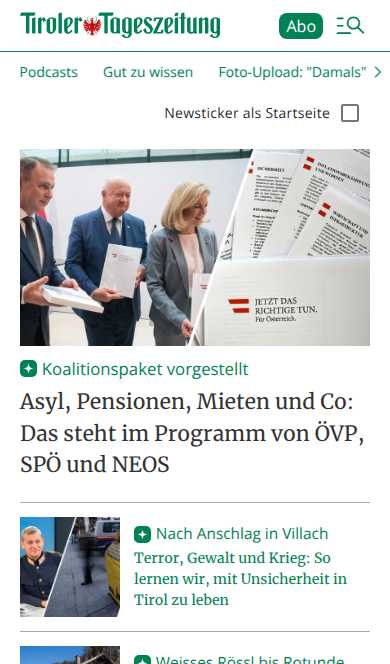 Tiroler Tageszeitung
Abo
Podcasts Gut zu wissen Foto-Upload: "Damals"
Newsticker als Startseite
JETZT DAS
RICHTIGE TUN.
Für Österreich.
Koalitionspaket vorgestellt
Asyl, Pensionen, Mieten und Co:
Das steht im Programm von ÖVP,
SPÖ und NEOS
Nach Anschlag in Villach
Terror, Gewalt und Krieg: So
lernen wir, mit Unsicherheit in
Tirol zu leben
Weisses Rössl bis Rotunde